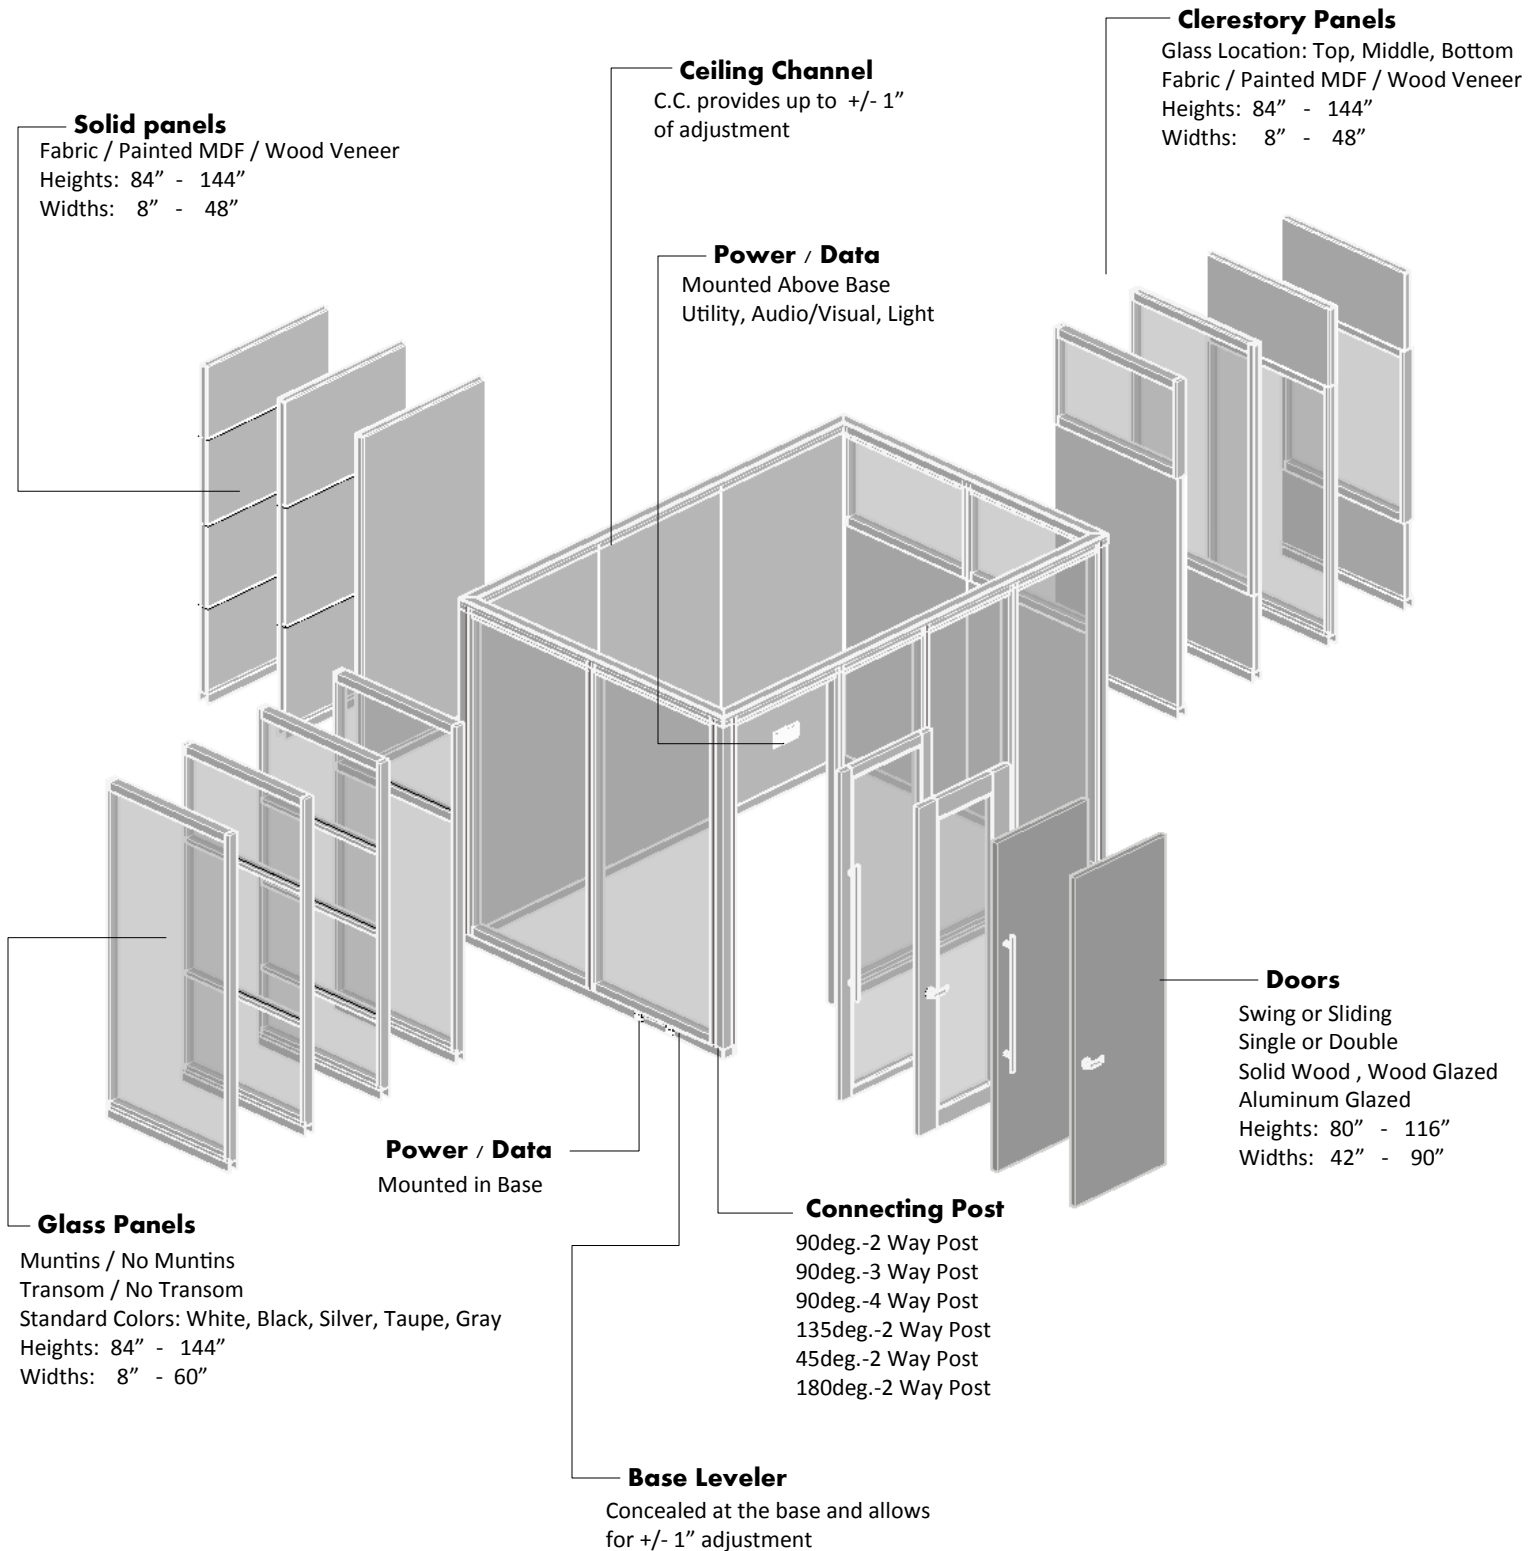 Clerestory Panels
Glass Location: Top, Middle, Bottom
Fabric / Painted MDF / Wood Veneer
Heights: 84” - 144”
Widths: 8” - 48”
Ceiling Channel
C.C. provides up to +/- 1”
of adjustment
Solid panels
Fabric / Painted MDF / Wood Veneer
Heights: 84” - 144”
Widths: 8” - 48”
Power / Data
Mounted Above Base
Utility, Audio/Visual, Light
Doors
Swing or Sliding
Single or Double
Solid Wood , Wood Glazed
Aluminum Glazed
Heights: 80” - 116”
Widths: 42” - 90”
Power / Data
Mounted in Base
Glass Panels
Muntins / No Muntins
Transom / No Transom
Standard Colors: White, Black, Silver, Taupe, Gray
Heights: 84” - 144”
Widths: 8” - 60”
Connecting Post
90deg.-2 Way Post
90deg.-3 Way Post
90deg.-4 Way Post
135deg.-2 Way Post
45deg.-2 Way Post
180deg.-2 Way Post
Base Leveler
Concealed at the base and allows
for +/- 1” adjustment